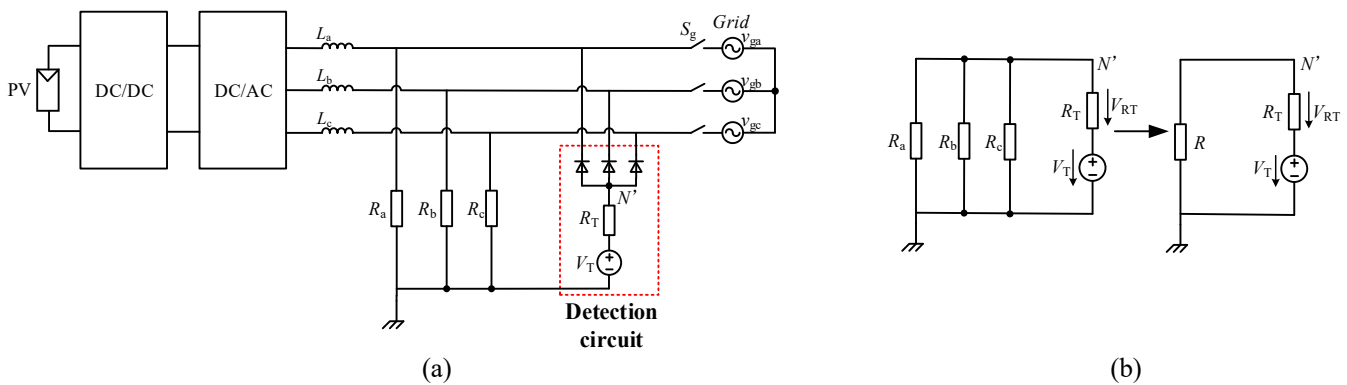 PV
DC/DC
DC/AC
La
Lb
Lc
Sg
Grid
vga
vgb
vgc
Ra
Rb
Rc
N’
RT
VT
Detection
circuit
(a)
N’
RT
VRT
Ra
Rb
Rc
VT
N’
RT
VRT
R
VT
(b)